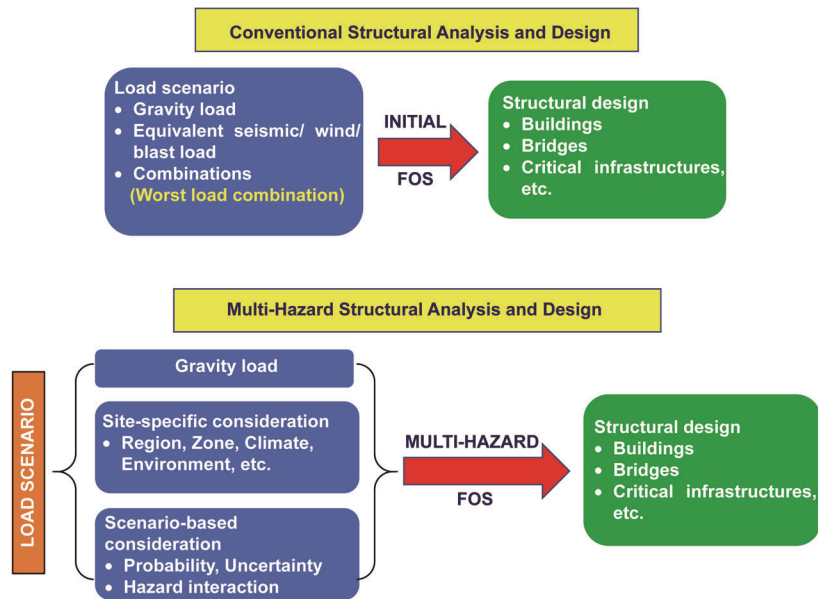 Conventional Structural Analysis and Design
Load scenario
• Gravity load
• Equivalent seismic/ wind/
blast load
• Combinations
(Worst load combination)
INITIAL
FOS
Structural design
• Buildings
• Bridges
• Critical infrastructures,
etc.
Multi-Hazard Structural Analysis and Design
LOAD SCENARIO
Gravity load
Site-specific consideration
• Region, Zone, Climate,
Environment, etc.
Scenario-based
consideration
• Probability, Uncertainty
• Hazard interaction
MULTI-HAZARD
FOS
Structural design
• Buildings
• Bridges
• Critical infrastructures,
etc.